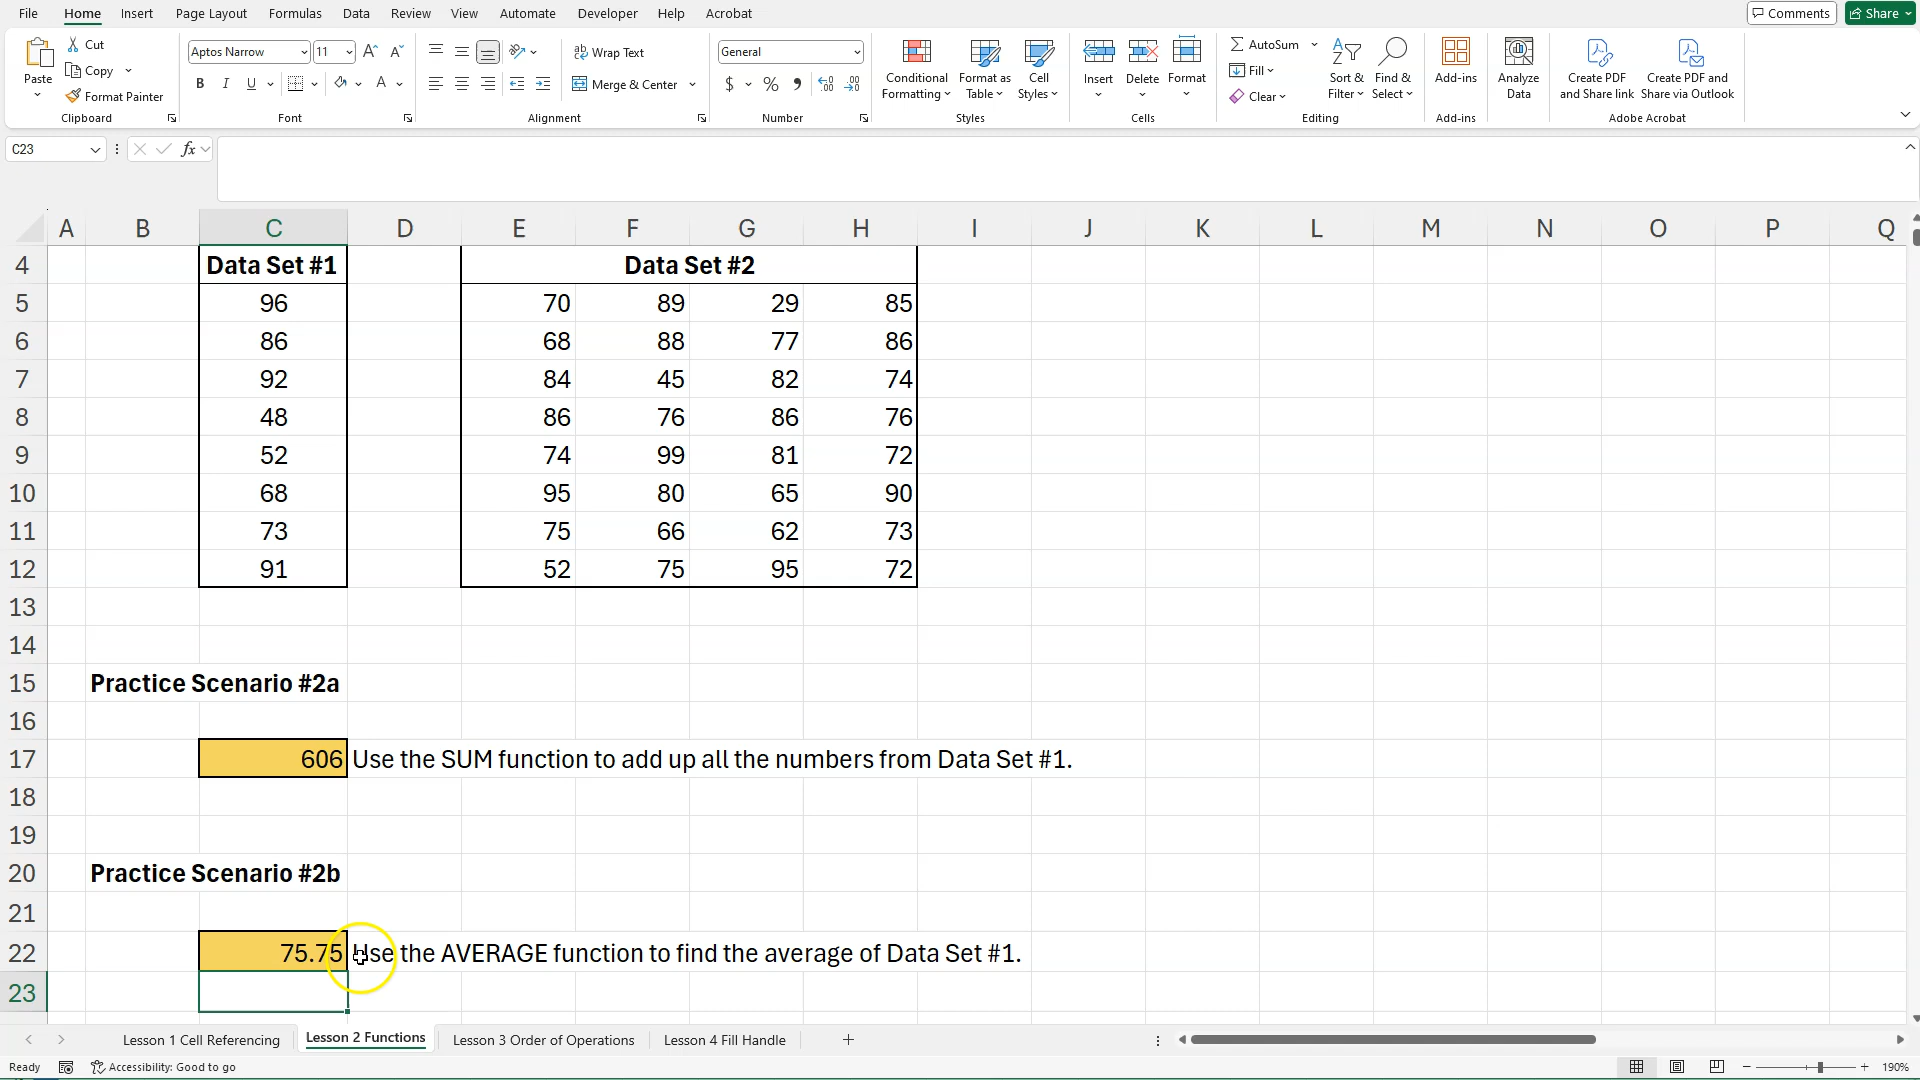 File Home Insert Page Layout Formulas Data Review View Automate Developer Help Acrobat Comments Share
Paste Cut Copy Format Painter Clipboard
Aptos Narrow 11 A A B I U A Font
ab Wrap Text Merge & Center Alignment
General $ % , Number
Conditional Formatting Format as Table Cell Styles Styles
Insert Delete Format Cells
AutoSum Fill Clear Sort & Filter Find & Select Editing
Add-ins Add-ins
Analyze Data
Create PDF and Share link Create PDF and Share via Outlook Adobe Acrobat
C23 fx
A B C D E F G H I J K L M N O P Q
4 Data Set #1 Data Set #2
5 96 70 89 29 85
6 86 68 88 77 86
7 92 84 45 82 74
8 48 86 76 86 76
9 52 74 99 81 72
10 68 95 80 65 90
11 73 75 66 62 73
12 91 52 75 95 72
13
14
15 Practice Scenario #2a
16
17 606 Use the SUM function to add up all the numbers from Data Set #1.
18
19
20 Practice Scenario #2b
21
22 75.75 Use the AVERAGE function to find the average of Data Set #1.
23
Lesson 1 Cell Referencing Lesson 2 Functions Lesson 3 Order of Operations Lesson 4 Fill Handle
Ready Accessibility: Good to go 190%